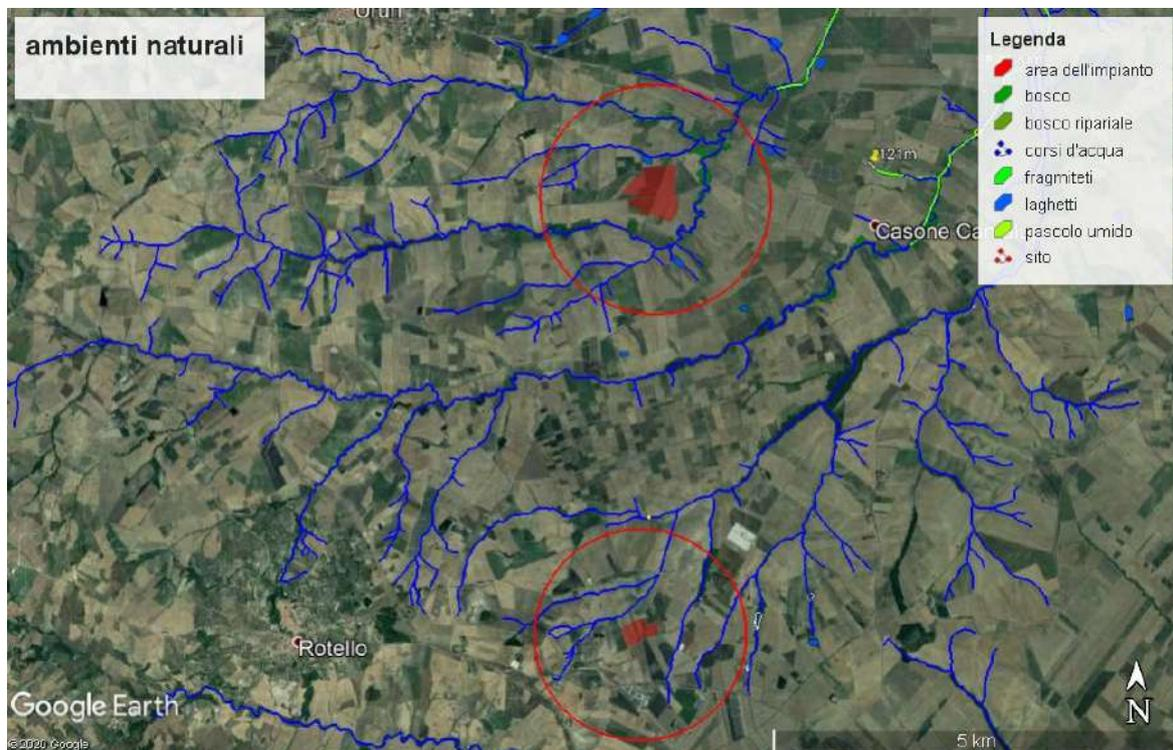 ambienti naturali
Legenda
area dell'impianto
bosco
bosco ripariale
corsi d'acqua
fragmiteti
laghetti
pascolo umido
sito
121m
Casone
Rotello
Google Earth
©2020 Google
5 km
N